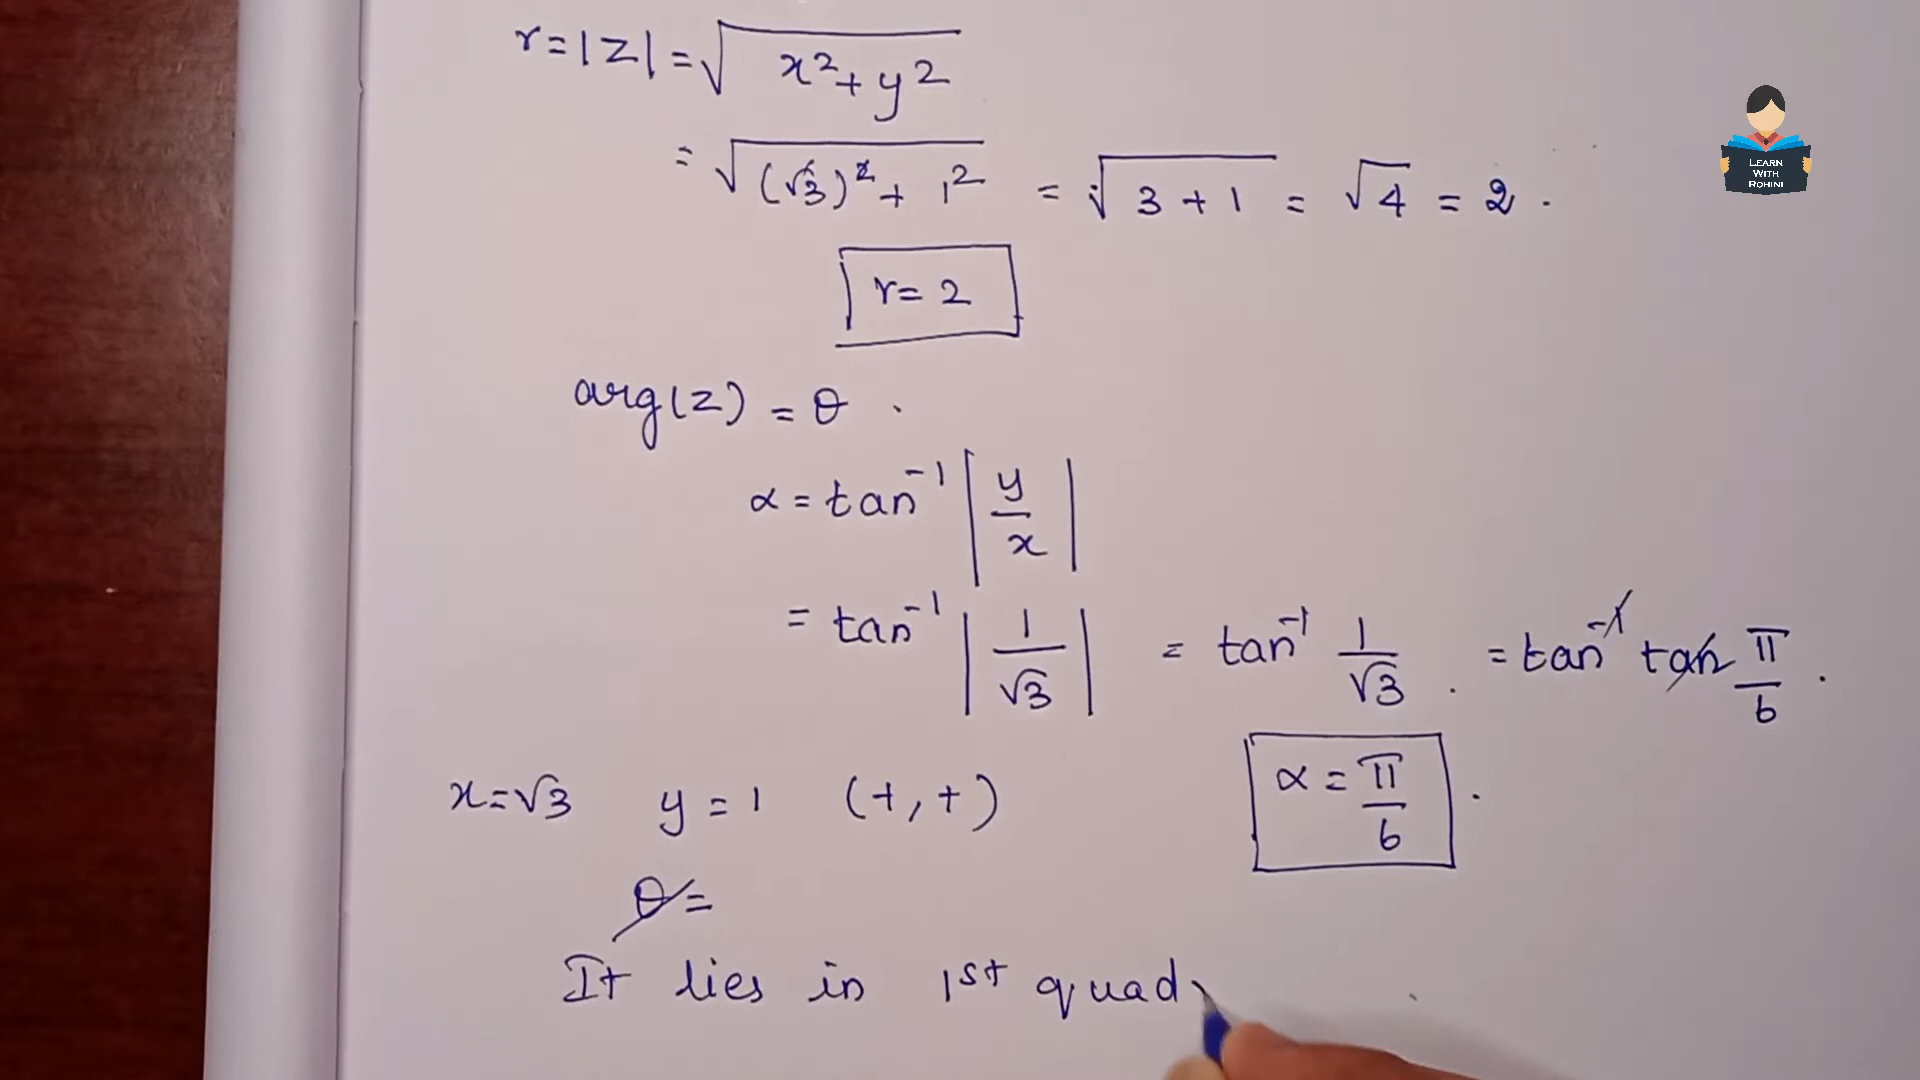 r = |z| = √x² + y²
= √(√3)² + 1² = √3 + 1 = √4 = 2 .
r = 2
arg(z) = θ .
α = tan⁻¹ |y/x|
= tan⁻¹ |1/√3| = tan⁻¹ 1/√3 . = tan⁻¹ tan π/6 .
x = √3 y = 1 (+, +)
α = π/6 .
θ =
It lies in 1st quadr
LEARN
WITH
ROHINI